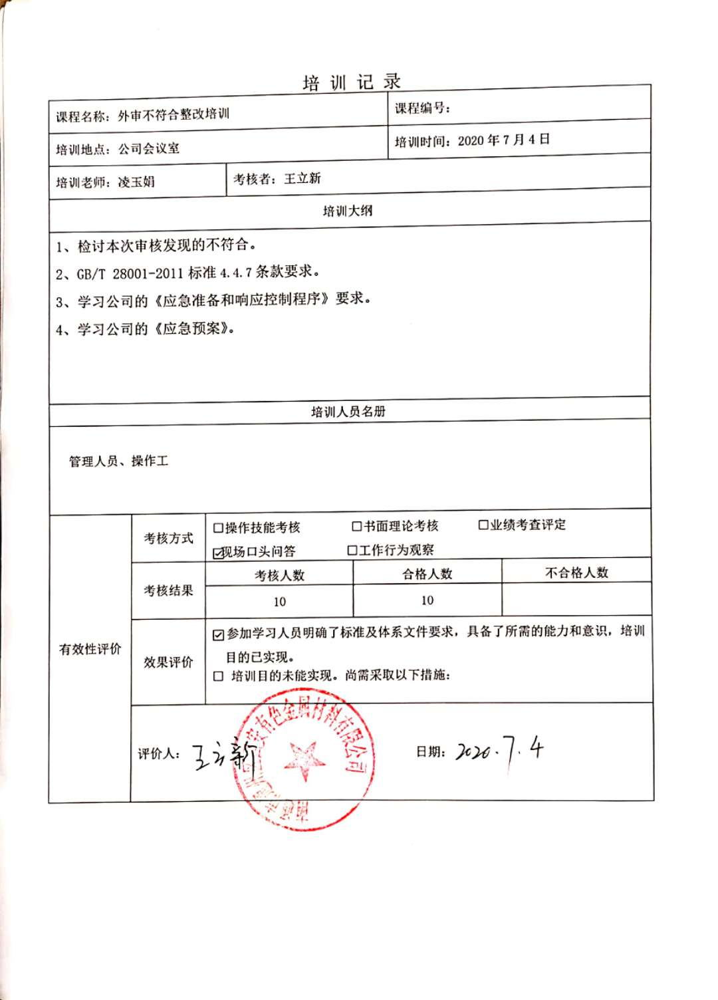 培训记录
课程名称：外审不符合整改培训
课程编号：
培训地点：公司会议室
培训时间：2020年7月4日
培训老师：凌玉娟
考核者：王立新
培训大纲
1、检讨本次审核发现的不符合。
2、GB/T 28001-2011标准4.4.7条款要求。
3、学习公司的《应急准备和响应控制程序》要求。
4、学习公司的《应急预案》。
培训人员名册
管理人员、操作工
有效性评价
考核方式
□操作技能考核 □书面理论考核 □业绩考查评定
☑现场口头问答 □工作行为观察
考核结果
考核人数 合格人数 不合格人数
10 10
效果评价
☑参加学习人员明确了标准及体系文件要求，具备了所需的能力和意识，培训
目的已实现。
□ 培训目的未能实现。尚需采取以下措施：
评价人：王立新
日期：2020.7.4
有色金属材料有限公司